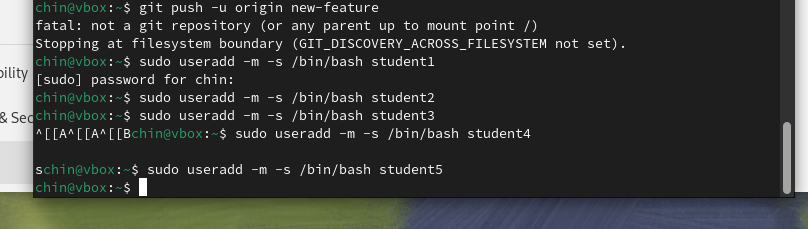 chin@vbox:~$ git push -u origin new-feature
fatal: not a git repository (or any parent up to mount point /)
Stopping at filesystem boundary (GIT_DISCOVERY_ACROSS_FILESYSTEM not set).
chin@vbox:~$ sudo useradd -m -s /bin/bash student1
bility
[sudo] password for chin:
chin@vbox:~$ sudo useradd -m -s /bin/bash student2
chin@vbox:~$ sudo useradd -m -s /bin/bash student3
& Sec
^[[A^[[A^[[Bchin@vbox:~$ sudo useradd -m -s /bin/bash student4
schin@vbox:~$ sudo useradd -m -s /bin/bash student5
chin@vbox:~$